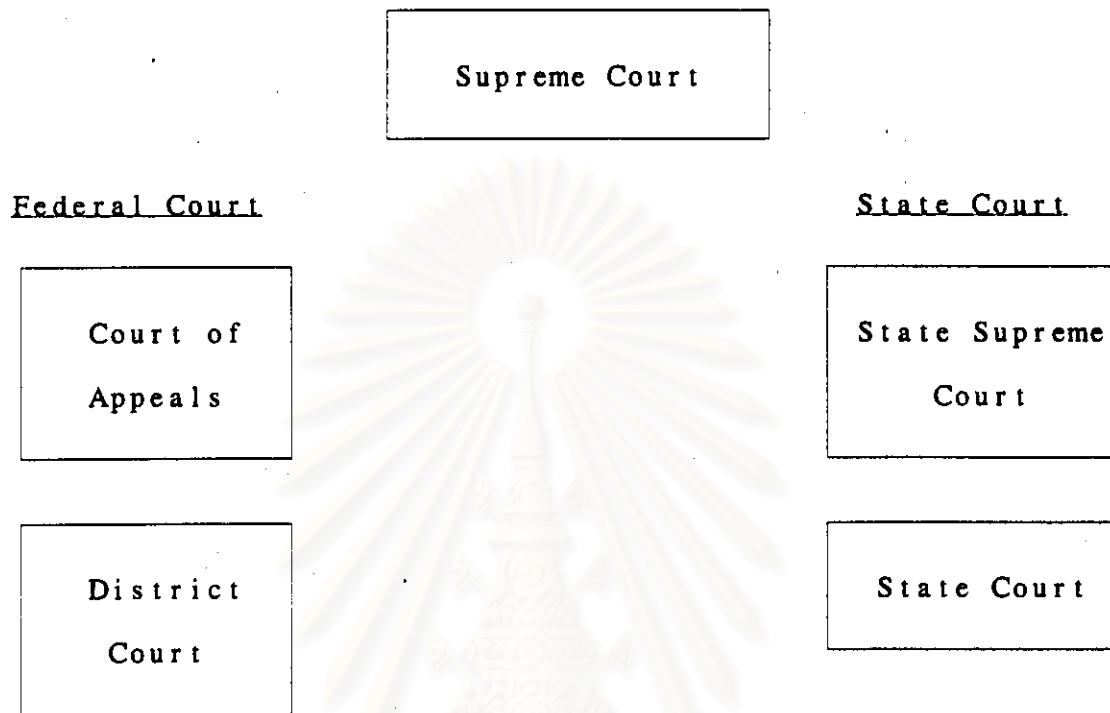 Supreme Court
Federal Court
State Court
Court of
Appeals
State Supreme
Court
District
Court
State Court